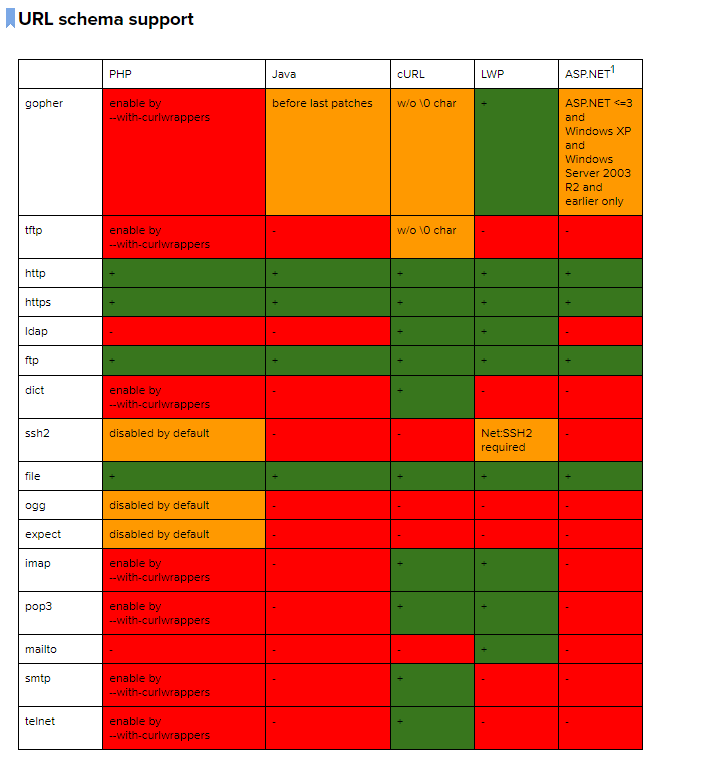 URL schema support
PHP Java cURL LWP ASP.NET1
gopher enable by --with-curlwrappers before last patches w/o \0 char + ASP.NET <=3 and Windows XP and Windows Server 2003 R2 and earlier only
tftp enable by --with-curlwrappers - w/o \0 char - -
http + + + + +
https + + + + +
ldap - - + + -
ftp + + + + +
dict enable by --with-curlwrappers - + - -
ssh2 disabled by default - - Net:SSH2 required -
file + + + + +
ogg disabled by default - - - -
expect disabled by default - - - -
imap enable by --with-curlwrappers - + + -
pop3 enable by --with-curlwrappers - + + -
mailto - - - + -
smtp enable by --with-curlwrappers - + - -
telnet enable by --with-curlwrappers - + - -